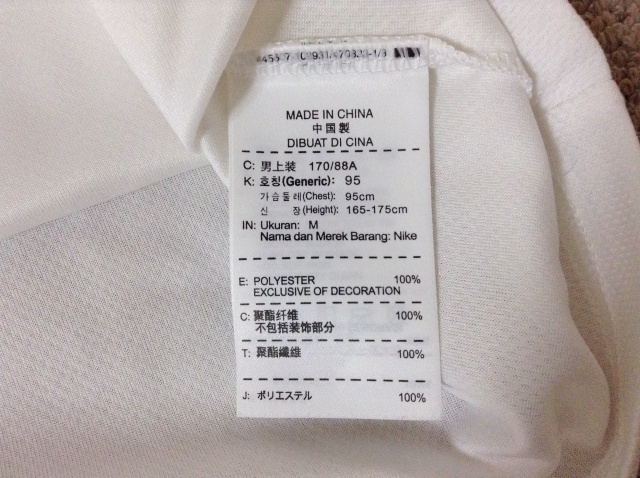 MADE IN CHINA
中国製
DIBUAT DI CINA
C: 男上装 170/88A
K: 호칭(Generic): 95
가슴둘레(Chest): 95cm
신 장(Height): 165-175cm
IN: Ukuran: M
Nama dan Merek Barang: Nike
E: POLYESTER 100%
EXCLUSIVE OF DECORATION
C: 聚酯纤维 100%
不包括装饰部分
T: 聚酯纖維 100%
J: ポリエステル 100%